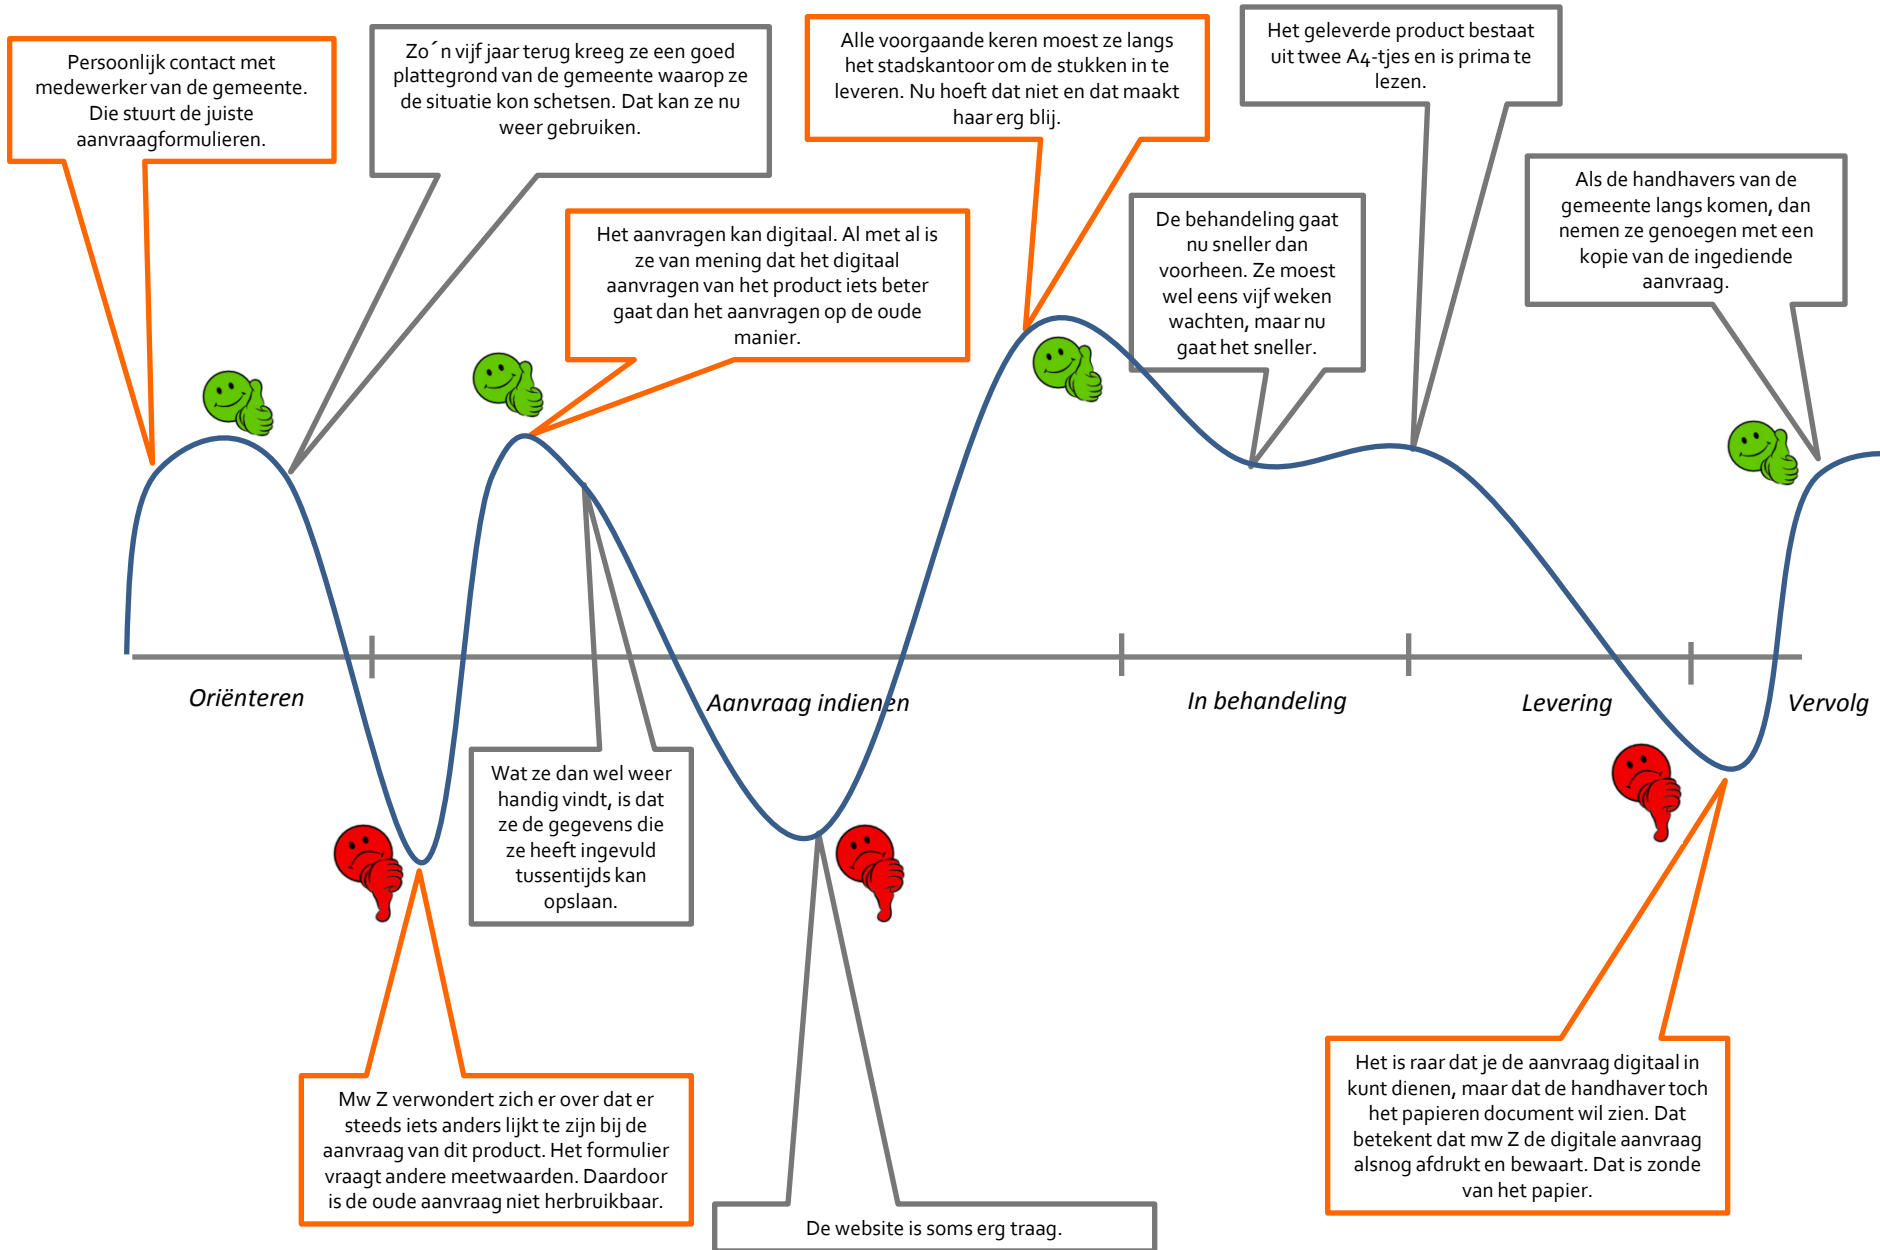 Persoonlijk contact met
medewerker van de gemeente.
Die stuurt de juiste
aanvraagformulieren.
Zo´n vijf jaar terug kreeg ze een goed
plattegrond van de gemeente waarop ze
de situatie kon schetsen. Dat kan ze nu
weer gebruiken.
Het aanvragen kan digitaal. Al met al is
ze van mening dat het digitaal
aanvragen van het product iets beter
gaat dan het aanvragen op de oude
manier.
Alle voorgaande keren moest ze langs
het stadskantoor om de stukken in te
leveren. Nu hoeft dat niet en dat maakt
haar erg blij.
De behandeling gaat
nu sneller dan
voorheen. Ze moest
wel eens vijf weken
wachten, maar nu
gaat het sneller.
Het geleverde product bestaat
uit twee A4-tjes en is prima te
lezen.
Als de handhavers van de
gemeente langs komen, dan
nemen ze genoegen met een
kopie van de ingediende
aanvraag.
Oriënteren
Aanvraag indienen
In behandeling
Levering
Vervolg
Wat ze dan wel weer
handig vindt, is dat
ze de gegevens die
ze heeft ingevuld
tussentijds kan
opslaan.
Mw Z verwondert zich er over dat er
steeds iets anders lijkt te zijn bij de
aanvraag van dit product. Het formulier
vraagt andere meetwaarden. Daardoor
is de oude aanvraag niet herbruikbaar.
De website is soms erg traag.
Het is raar dat je de aanvraag digitaal in
kunt dienen, maar dat de handhaver toch
het papieren document wil zien. Dat
betekent dat mw Z de digitale aanvraag
alsnog afdrukt en bewaart. Dat is zonde
van het papier.